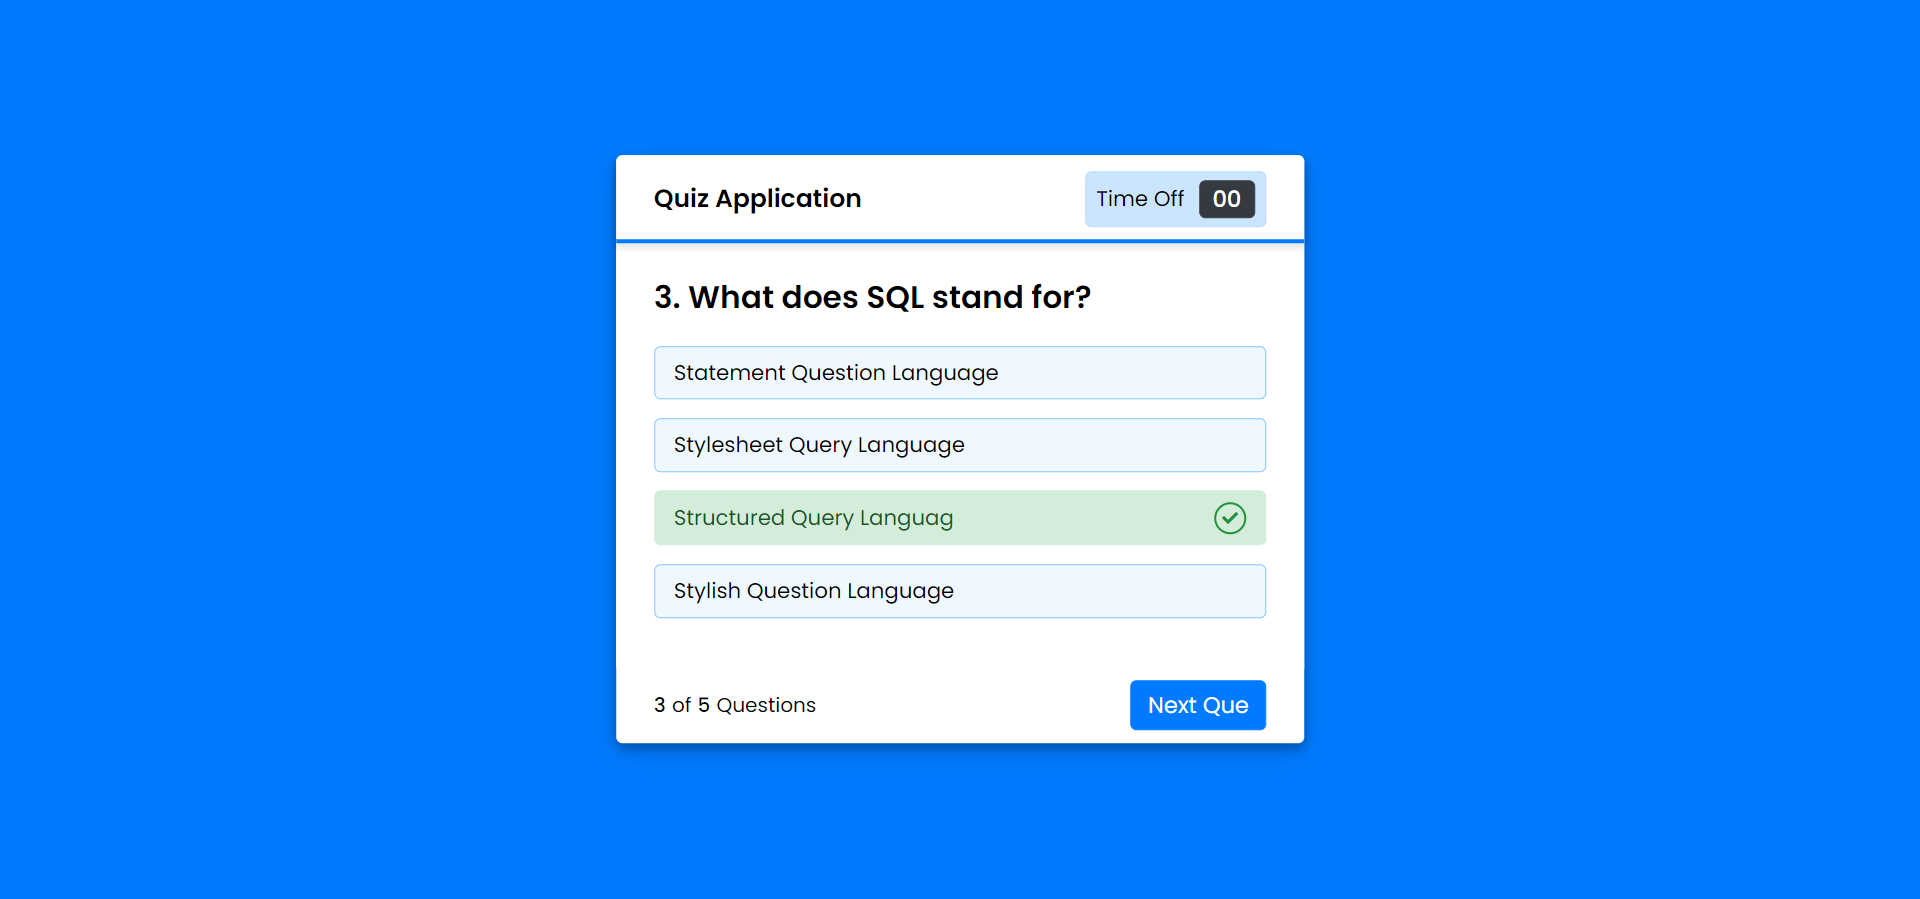 Quiz Application
Time Off 00
3. What does SQL stand for?
Statement Question Language
Stylesheet Query Language
Structured Query Languag
Stylish Question Language
3 of 5 Questions
Next Que